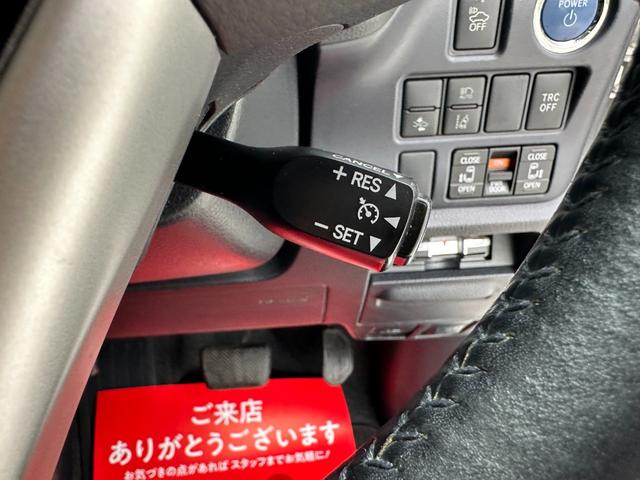 POWER
OFF
TRC
OFF
CLOSE
CLOSE
OPEN
OPEN
CANCEL
+ RES
− SET
ご来店
ありがとうございます
お気づきの点があれば スタッフまでお気軽に!